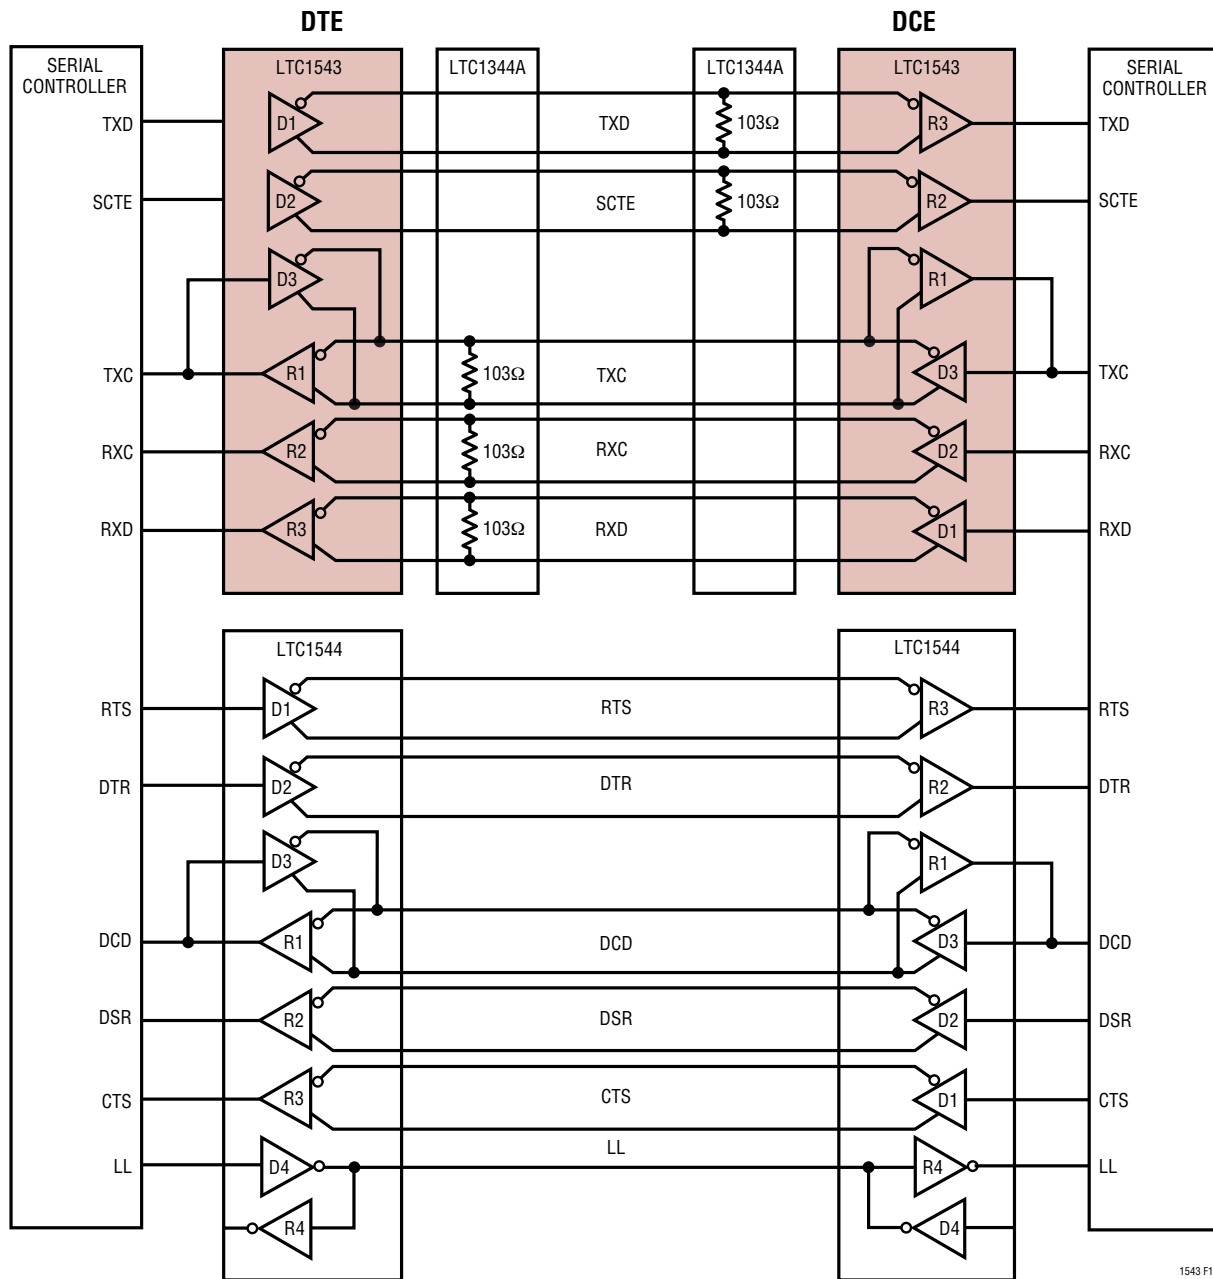 DTE
DCE
SERIAL
CONTROLLER
LTC1543
LTC1344A
LTC1344A
LTC1543
SERIAL
CONTROLLER
TXD
D1
TXD
103Ω
R3
TXD
SCTE
D2
SCTE
103Ω
R2
SCTE
D3
R1
TXC
R1
103Ω
TXC
D3
TXC
RXC
R2
103Ω
RXC
D2
RXC
RXD
R3
103Ω
RXD
D1
RXD
LTC1544
LTC1544
RTS
D1
RTS
R3
RTS
DTR
D2
DTR
R2
DTR
D3
R1
DCD
R1
DCD
D3
DCD
DSR
R2
DSR
D2
DSR
CTS
R3
CTS
D1
CTS
LL
D4
LL
R4
LL
R4
D4
1543 F1